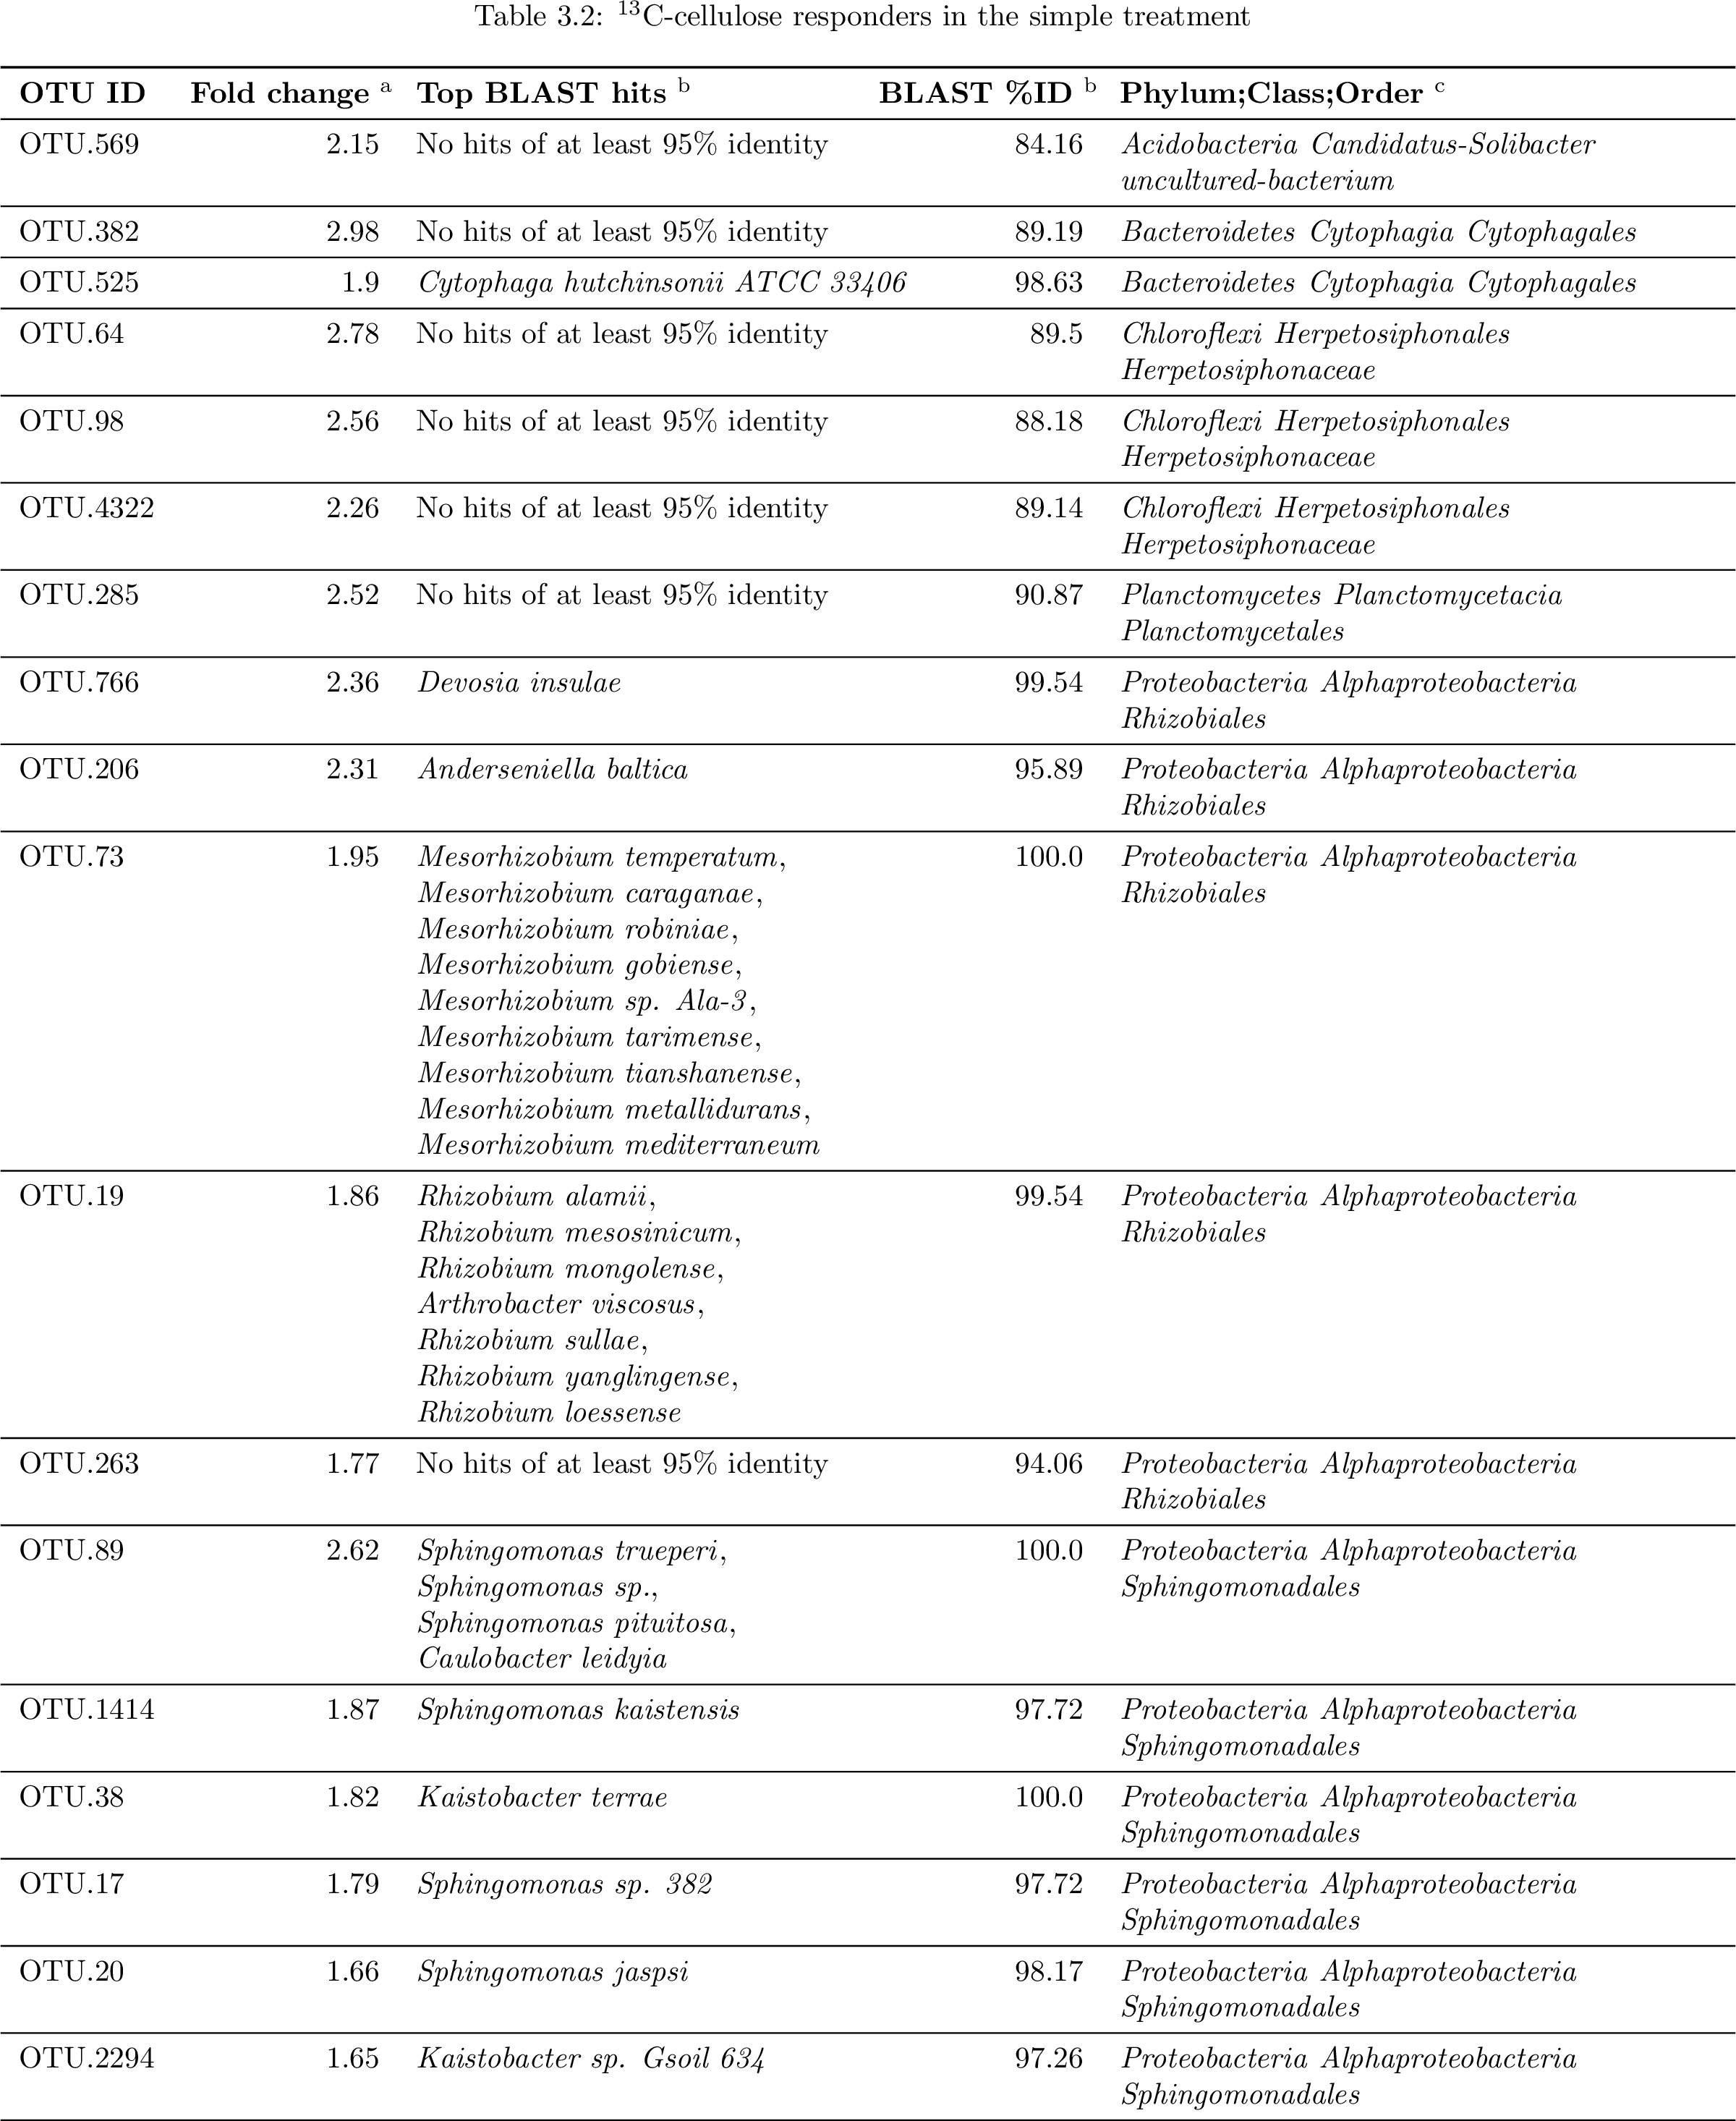 Table 3.2: ¹³C-cellulose responders in the simple treatment
OTU ID Fold change ᵃ Top BLAST hits ᵇ BLAST %ID ᵇ Phylum;Class;Order ᶜ
OTU.569 2.15 No hits of at least 95% identity 84.16 Acidobacteria Candidatus-Solibacter
uncultured-bacterium
OTU.382 2.98 No hits of at least 95% identity 89.19 Bacteroidetes Cytophagia Cytophagales
OTU.525 1.9 Cytophaga hutchinsonii ATCC 33406 98.63 Bacteroidetes Cytophagia Cytophagales
OTU.64 2.78 No hits of at least 95% identity 89.5 Chloroflexi Herpetosiphonales
Herpetosiphonaceae
OTU.98 2.56 No hits of at least 95% identity 88.18 Chloroflexi Herpetosiphonales
Herpetosiphonaceae
OTU.4322 2.26 No hits of at least 95% identity 89.14 Chloroflexi Herpetosiphonales
Herpetosiphonaceae
OTU.285 2.52 No hits of at least 95% identity 90.87 Planctomycetes Planctomycetacia
Planctomycetales
OTU.766 2.36 Devosia insulae 99.54 Proteobacteria Alphaproteobacteria
Rhizobiales
OTU.206 2.31 Anderseniella baltica 95.89 Proteobacteria Alphaproteobacteria
Rhizobiales
OTU.73 1.95 Mesorhizobium temperatum, 100.0 Proteobacteria Alphaproteobacteria
Mesorhizobium caraganae, Rhizobiales
Mesorhizobium robiniae,
Mesorhizobium gobiense,
Mesorhizobium sp. Ala-3,
Mesorhizobium tarimense,
Mesorhizobium tianshanense,
Mesorhizobium metallidurans,
Mesorhizobium mediterraneum
OTU.19 1.86 Rhizobium alamii, 99.54 Proteobacteria Alphaproteobacteria
Rhizobium mesosinicum, Rhizobiales
Rhizobium mongolense,
Arthrobacter viscosus,
Rhizobium sullae,
Rhizobium yanglingense,
Rhizobium loessense
OTU.263 1.77 No hits of at least 95% identity 94.06 Proteobacteria Alphaproteobacteria
Rhizobiales
OTU.89 2.62 Sphingomonas trueperi, 100.0 Proteobacteria Alphaproteobacteria
Sphingomonas sp., Sphingomonadales
Sphingomonas pituitosa,
Caulobacter leidyia
OTU.1414 1.87 Sphingomonas kaistensis 97.72 Proteobacteria Alphaproteobacteria
Sphingomonadales
OTU.38 1.82 Kaistobacter terrae 100.0 Proteobacteria Alphaproteobacteria
Sphingomonadales
OTU.17 1.79 Sphingomonas sp. 382 97.72 Proteobacteria Alphaproteobacteria
Sphingomonadales
OTU.20 1.66 Sphingomonas jaspsi 98.17 Proteobacteria Alphaproteobacteria
Sphingomonadales
OTU.2294 1.65 Kaistobacter sp. Gsoil 634 97.26 Proteobacteria Alphaproteobacteria
Sphingomonadales